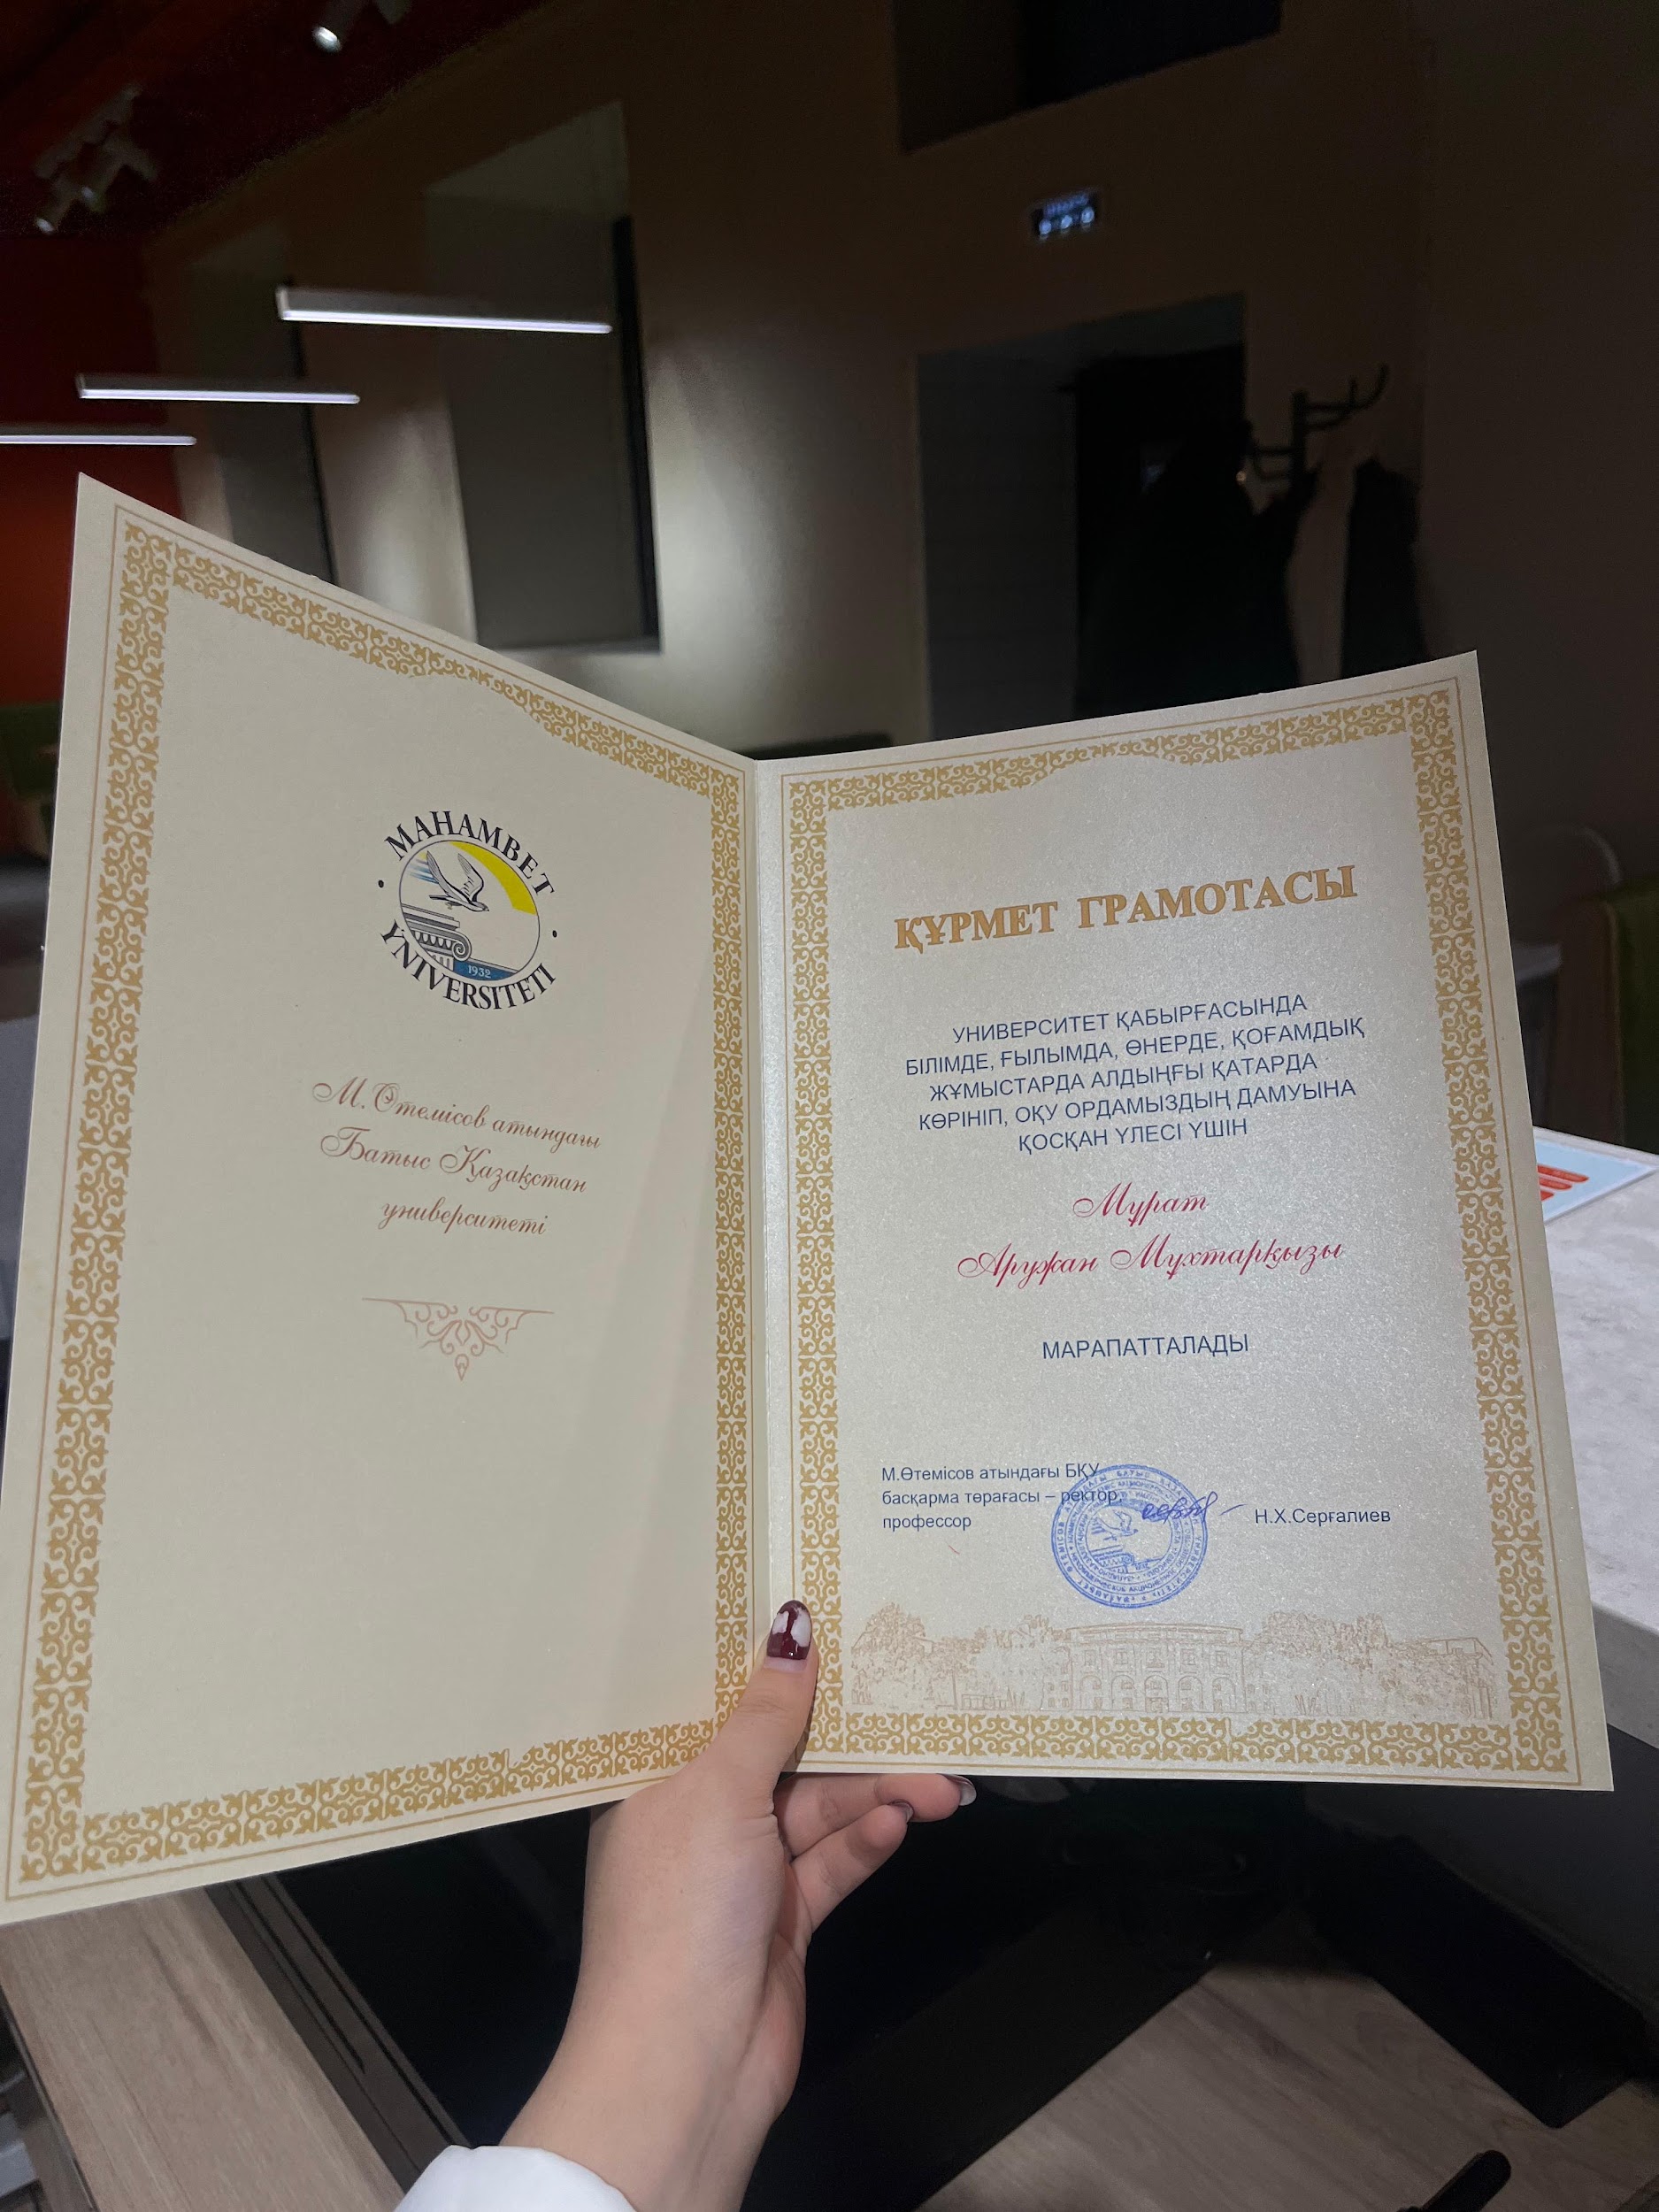 MAHAMBET
ÝNIVERSITETI
1932
М.Өтемісов атындағы
Батыс Қазақстан
университеті
ҚҰРМЕТ ГРАМОТАСЫ
УНИВЕРСИТЕТ ҚАБЫРҒАСЫНДА
БІЛІМДЕ, ҒЫЛЫМДА, ӨНЕРДЕ, ҚОҒАМДЫҚ
ЖҰМЫСТАРДА АЛДЫҢҒЫ ҚАТАРДА
КӨРІНІП, ОҚУ ОРДАМЫЗДЫҢ ДАМУЫНА
ҚОСҚАН ҮЛЕСІ ҮШІН
Мұрат
Аружан Мұхтарқызы
МАРАПАТТАЛАДЫ
М.Өтемісов атындағы БҚУ
басқарма төрағасы – ректор,
профессор
Н.Х.Серғалиев